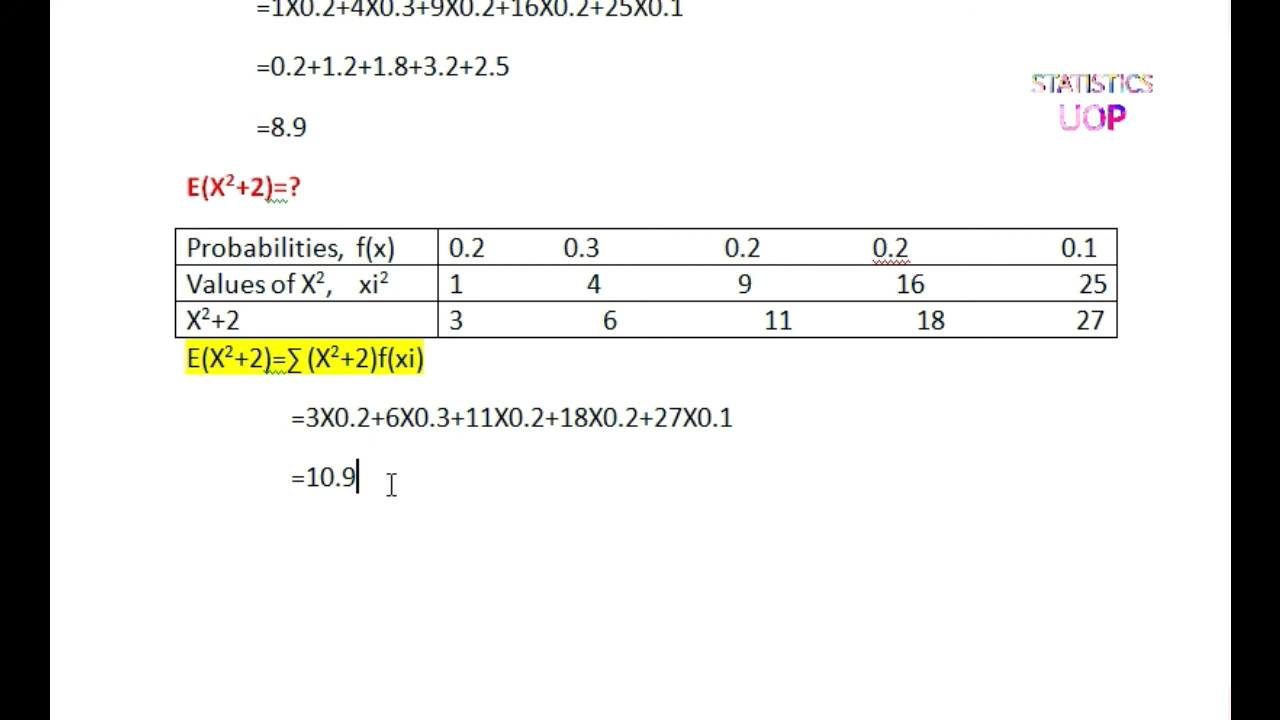 =1X0.2+4X0.3+9X0.2+16X0.2+25X0.1
=0.2+1.2+1.8+3.2+2.5
STATISTICS
UOP
=8.9
E(X²+2)=?
Probabilities, f(x) 0.2 0.3 0.2 0.2 0.1
Values of X², xi² 1 4 9 16 25
X²+2 3 6 11 18 27
E(X²+2)=∑(X²+2)f(xi)
=3X0.2+6X0.3+11X0.2+18X0.2+27X0.1
=10.9